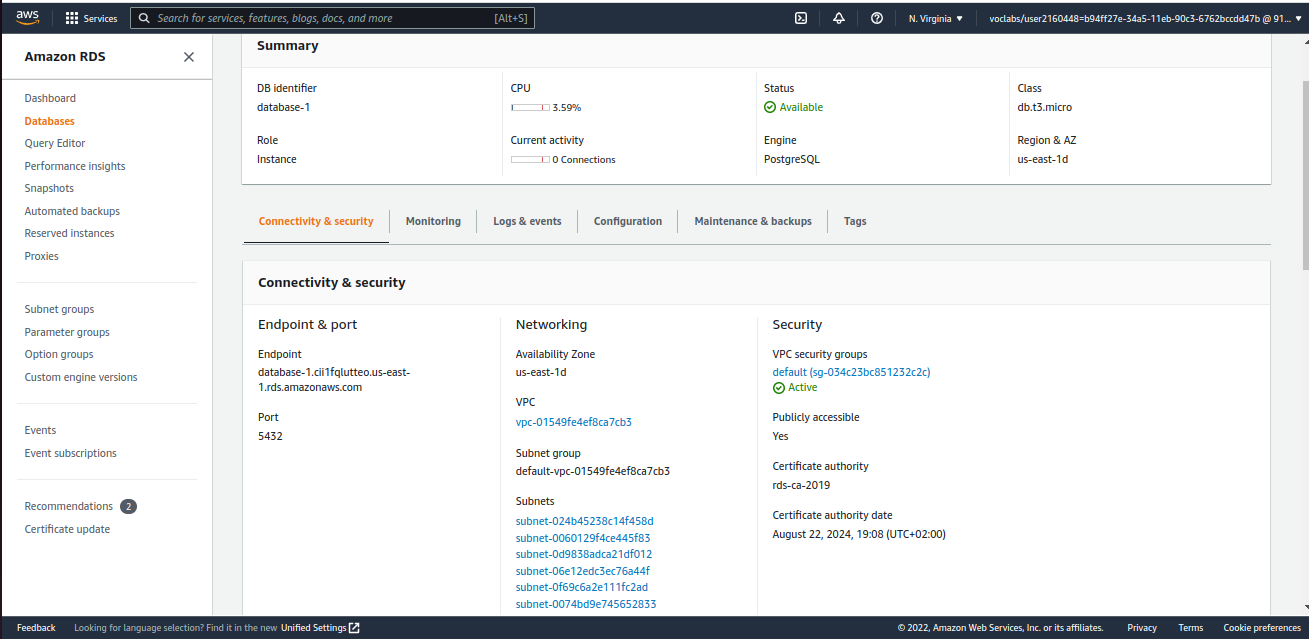 aws
Services
Search for services, features, blogs, docs, and more
[Alt+S]
N. Virginia ▼
voclabs/user2160448=b94ff27e-34a5-11eb-90c3-6762bccdd47b @ 91... ▼
Amazon RDS
Dashboard
Databases
Query Editor
Performance insights
Snapshots
Automated backups
Reserved instances
Proxies
Subnet groups
Parameter groups
Option groups
Custom engine versions
Events
Event subscriptions
Recommendations 2
Certificate update
Summary
DB identifier
database-1
CPU
3.59%
Status
Available
Class
db.t3.micro
Role
Instance
Current activity
0 Connections
Engine
PostgreSQL
Region & AZ
us-east-1d
Connectivity & security
Monitoring
Logs & events
Configuration
Maintenance & backups
Tags
Connectivity & security
Endpoint & port
Endpoint
database-1.cii1fqlutteo.us-east-
1.rds.amazonaws.com
Port
5432
Networking
Availability Zone
us-east-1d
VPC
vpc-01549fe4ef8ca7cb3
Subnet group
default-vpc-01549fe4ef8ca7cb3
Subnets
subnet-024b45238c14f458d
subnet-0060129f4ce445f83
subnet-0d9838adca21df012
subnet-06e12edc3ec76a44f
subnet-0f69c6a2e111fc2ad
subnet-0074bd9e745652833
Security
VPC security groups
default (sg-034c23bc851232c2c)
Active
Publicly accessible
Yes
Certificate authority
rds-ca-2019
Certificate authority date
August 22, 2024, 19:08 (UTC+02:00)
Feedback
Looking for language selection? Find it in the new Unified Settings
© 2022, Amazon Web Services, Inc. or its affiliates.
Privacy
Terms
Cookie preferences